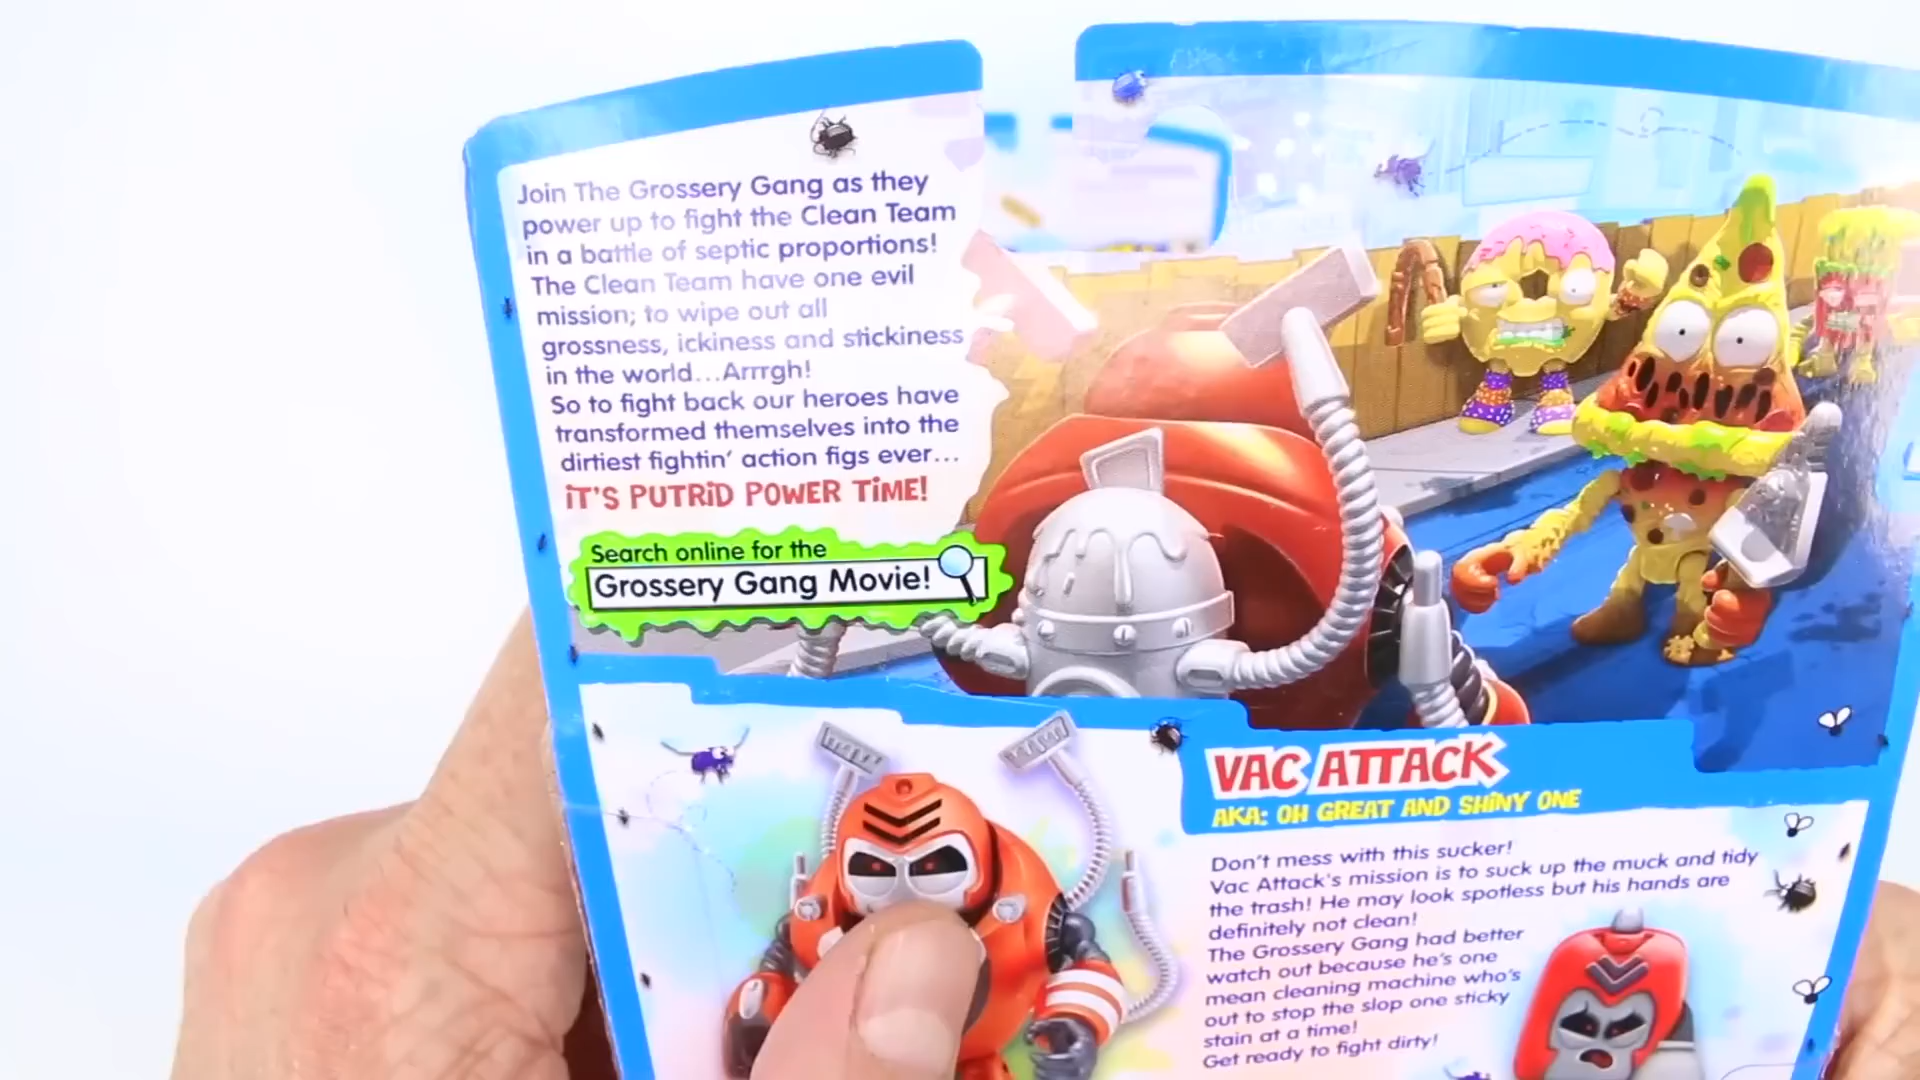 Join The Grossery Gang as they
power up to fight the Clean Team
in a battle of septic proportions!
The Clean Team have one evil
mission; to wipe out all
grossness, ickiness and stickiness
in the world...Arrrgh!
So to fight back our heroes have
transformed themselves into the
dirtiest fightin' action figs ever...
iT'S PUTRiD POWER TiME!
Search online for the
Grossery Gang Movie!
VAC ATTACK
AKA: OH GREAT AND SHiNY ONE
Don't mess with this sucker!
Vac Attack's mission is to suck up the muck and tidy
the trash! He may look spotless but his hands are
definitely not clean!
The Grossery Gang had better
watch out because he's one
mean cleaning machine who's
out to stop the slop one sticky
stain at a time!
Get ready to fight dirty!